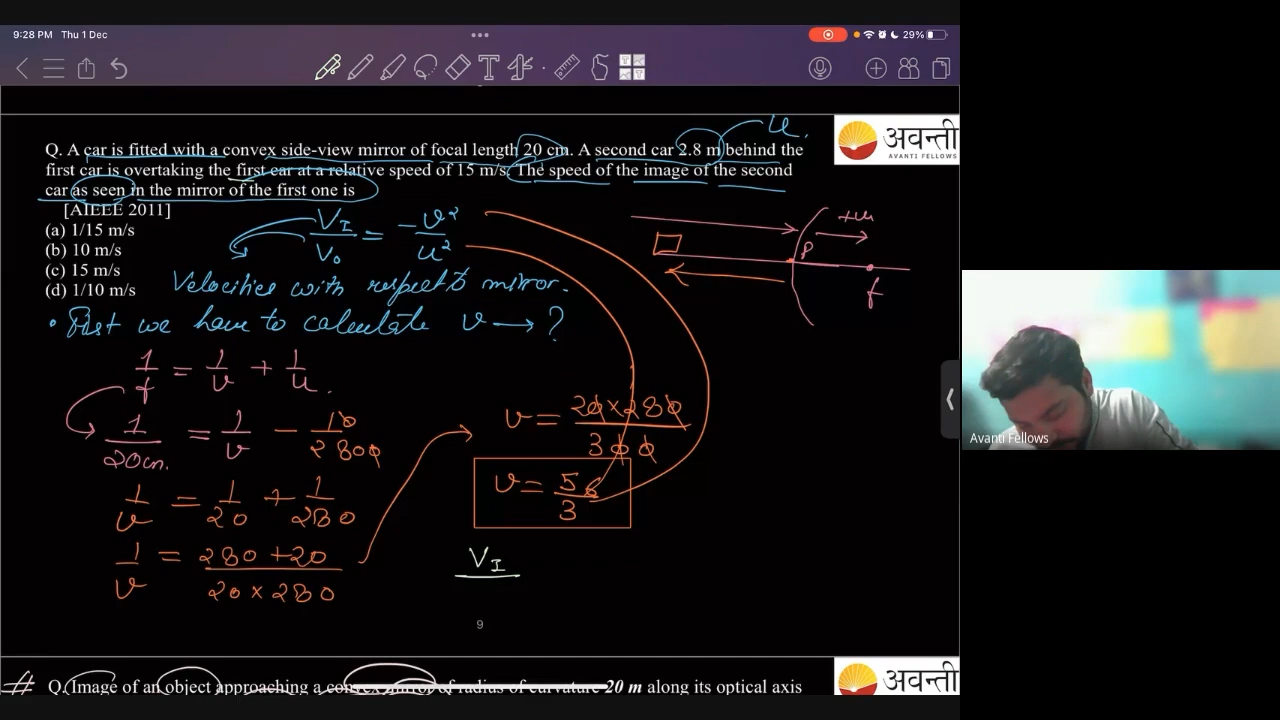 9:28 PM Thu 1 Dec
29%
u.
Q. A car is fitted with a convex side-view mirror of focal length 20 cm. A second car 2.8 m behind the
first car is overtaking the first car at a relative speed of 15 m/s. The speed of the image of the second
car as seen in the mirror of the first one is
[AIEEE 2011]
(a) 1/15 m/s
(b) 10 m/s
(c) 15 m/s
(d) 1/10 m/s
अवन्ती
AVANTI FELLOWS
V_I/V_o = -v²/u²
Velocities with respect to mirror.
• First we have to calculate v → ?
+u
P
f
1/f = 1/v + 1/u.
1/20cm. = 1/v - 10/2800
1/v = 1/20 + 1/280
1/v = 280+20/20×280
v = 20×280/300
v = 56/3
V_I
9
Avanti Fellows
# Q. Image of an object approaching a convex mirror of radius of curvature 20 m along its optical axis
अवन्ती